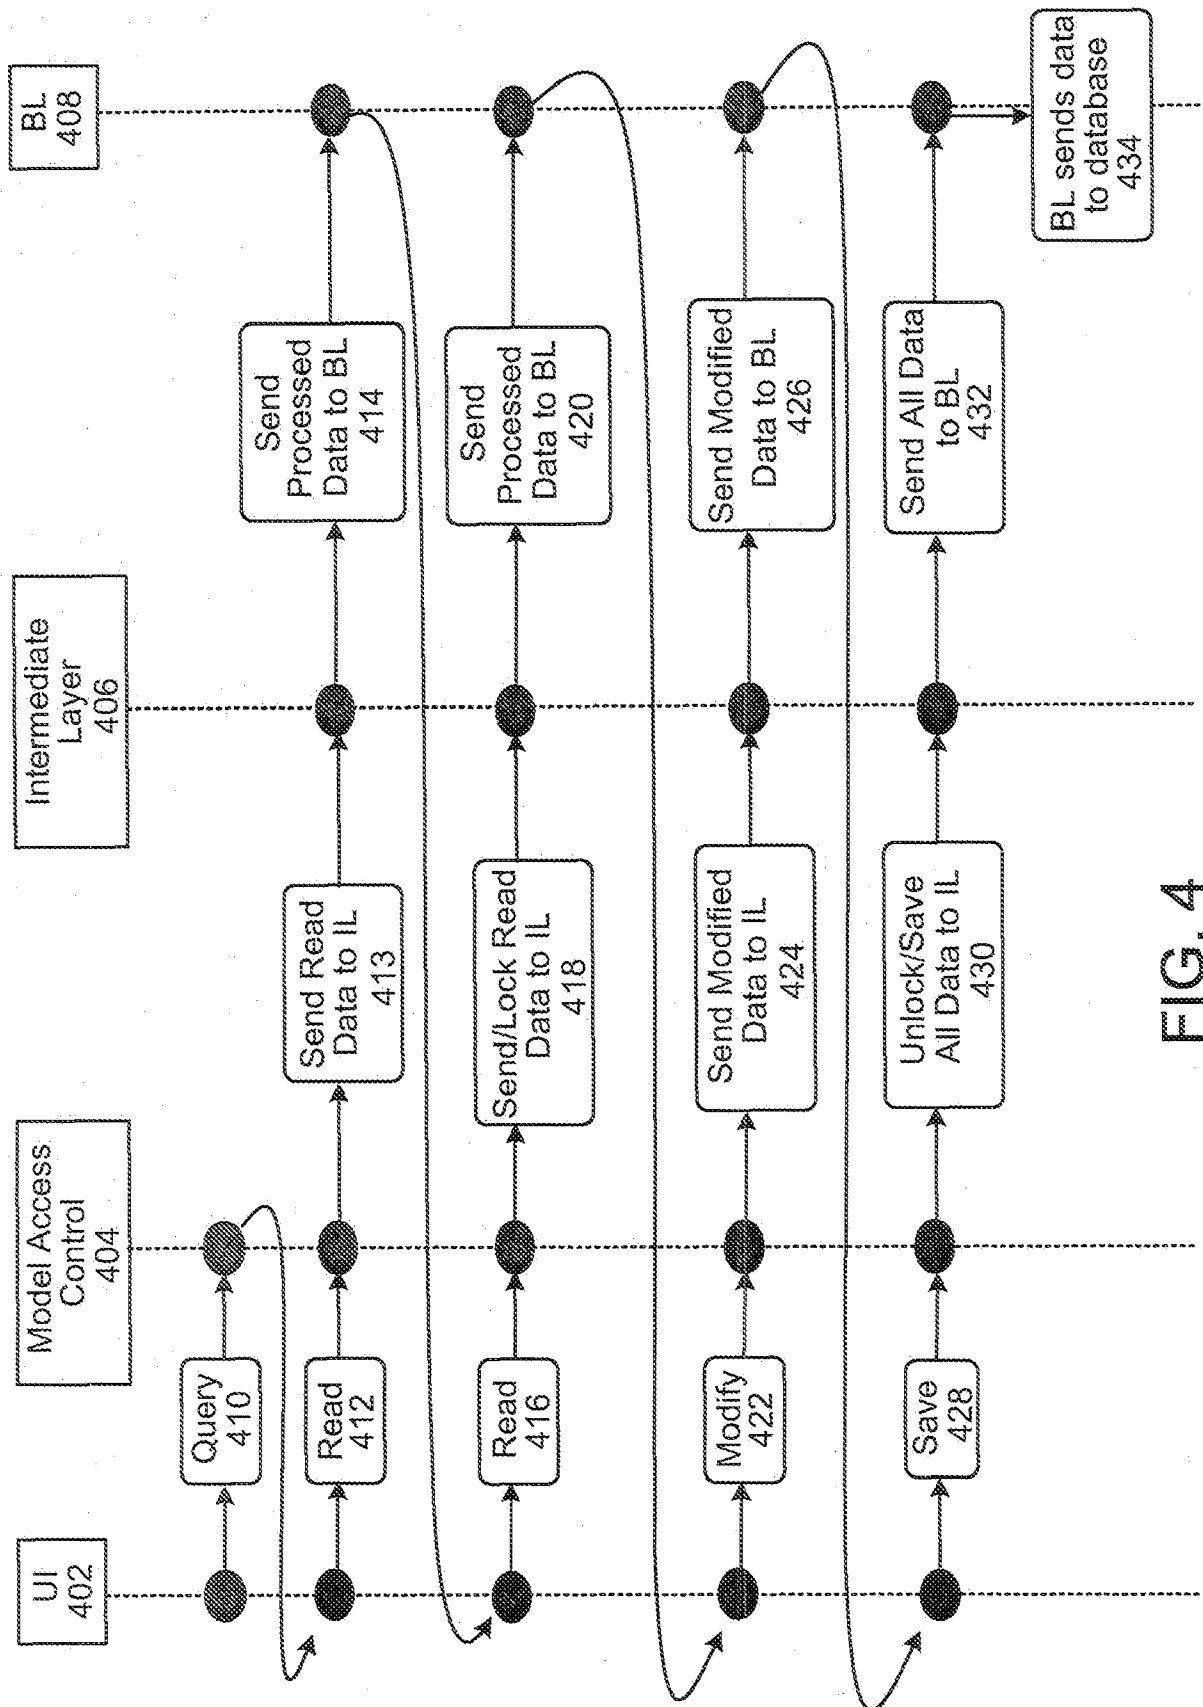 UI
402
Model Access
Control
404
Intermediate
Layer
406
BL
408
Query
410
Read
412
Send Read
Data to IL
413
Send
Processed
Data to BL
414
Read
416
Send/Lock Read
Data to IL
418
Send
Processed
Data to BL
420
Modify
422
Send Modified
Data to IL
424
Send Modified
Data to BL
426
Save
428
Unlock/Save
All Data to IL
430
Send All Data
to BL
432
BL sends data
to database
434
FIG. 4